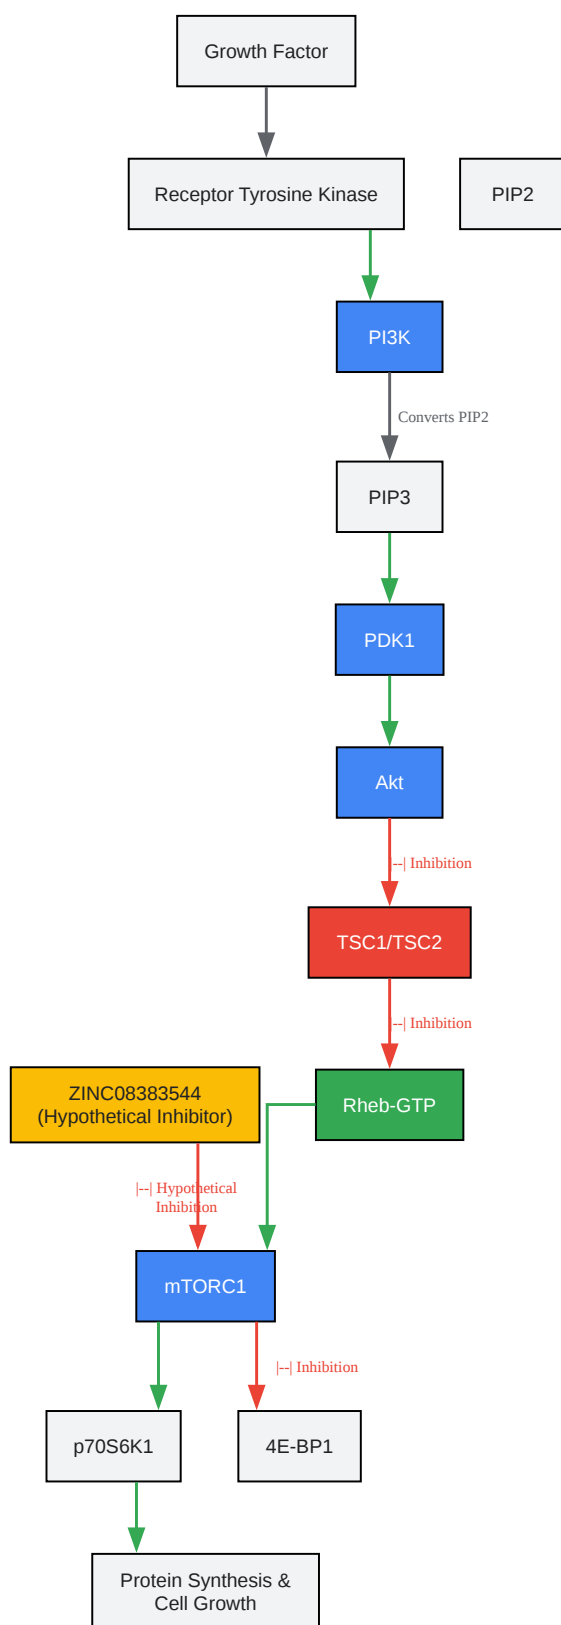 Growth Factor
Receptor Tyrosine Kinase
PIP2
PI3K
Converts PIP2
PIP3
PDK1
Akt
|--| Inhibition
TSC1/TSC2
|--| Inhibition
ZINC08383544
(Hypothetical Inhibitor)
Rheb-GTP
|--| Hypothetical
Inhibition
mTORC1
|--| Inhibition
p70S6K1
4E-BP1
Protein Synthesis &
Cell Growth